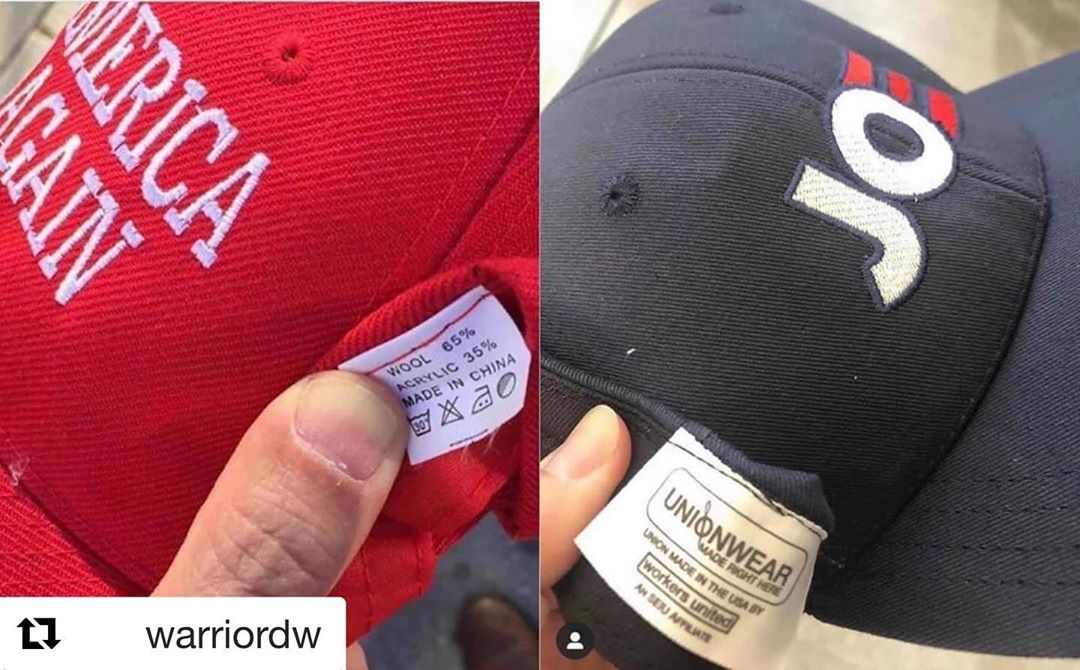 AMERICA
AGAIN
WOOL 65%
ACRYLIC 35%
MADE IN CHINA
30°
JO
UNIONWEAR
MADE RIGHT HERE
UNION MADE IN THE USA BY
workers united
AN SEIU AFFILIATE
warriordw